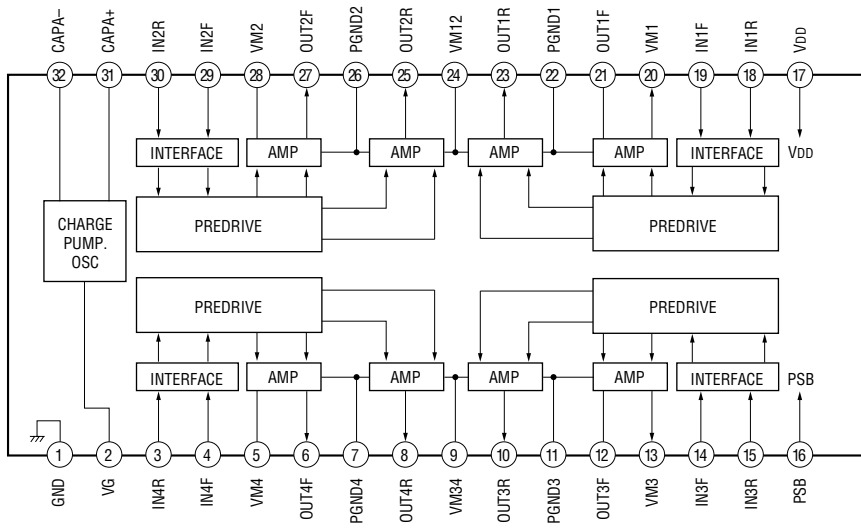 CAPA−
CAPA+
IN2R
IN2F
VM2
OUT2F
PGND2
OUT2R
VM12
OUT1R
PGND1
OUT1F
VM1
IN1F
IN1R
VDD
32
31
30
29
28
27
26
25
24
23
22
21
20
19
18
17
INTERFACE
AMP
AMP
AMP
AMP
INTERFACE
VDD
CHARGE
PUMP.
OSC
PREDRIVE
PREDRIVE
PREDRIVE
PREDRIVE
INTERFACE
AMP
AMP
AMP
AMP
INTERFACE
PSB
1
2
3
4
5
6
7
8
9
10
11
12
13
14
15
16
GND
VG
IN4R
IN4F
VM4
OUT4F
PGND4
OUT4R
VM34
OUT3R
PGND3
OUT3F
VM3
IN3F
IN3R
PSB